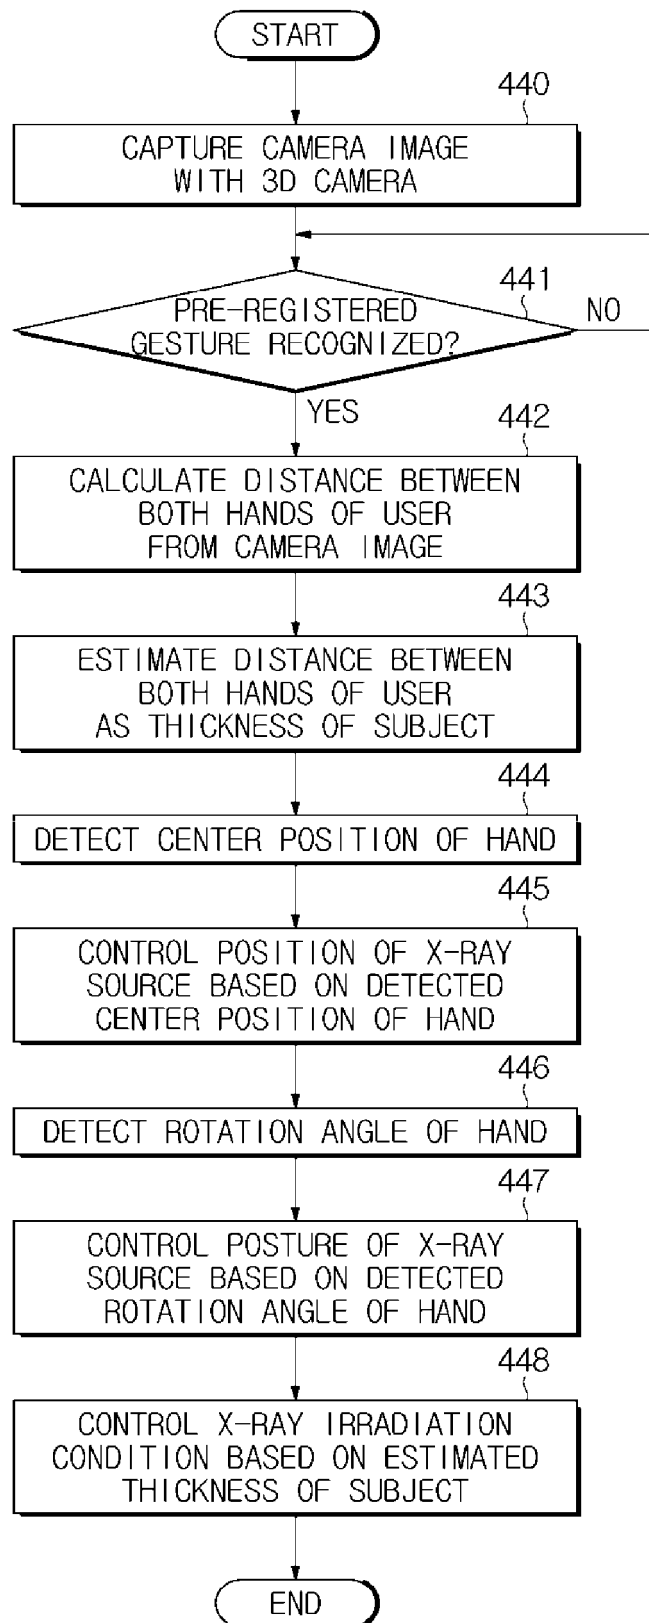 START
440
CAPTURE CAMERA IMAGE
WITH 3D CAMERA
441
PRE-REGISTERED
GESTURE RECOGNIZED?
NO
YES
442
CALCULATE DISTANCE BETWEEN
BOTH HANDS OF USER
FROM CAMERA IMAGE
443
ESTIMATE DISTANCE BETWEEN
BOTH HANDS OF USER
AS THICKNESS OF SUBJECT
444
DETECT CENTER POSITION OF HAND
445
CONTROL POSITION OF X-RAY
SOURCE BASED ON DETECTED
CENTER POSITION OF HAND
446
DETECT ROTATION ANGLE OF HAND
447
CONTROL POSTURE OF X-RAY
SOURCE BASED ON DETECTED
ROTATION ANGLE OF HAND
448
CONTROL X-RAY IRRADIATION
CONDITION BASED ON ESTIMATED
THICKNESS OF SUBJECT
END